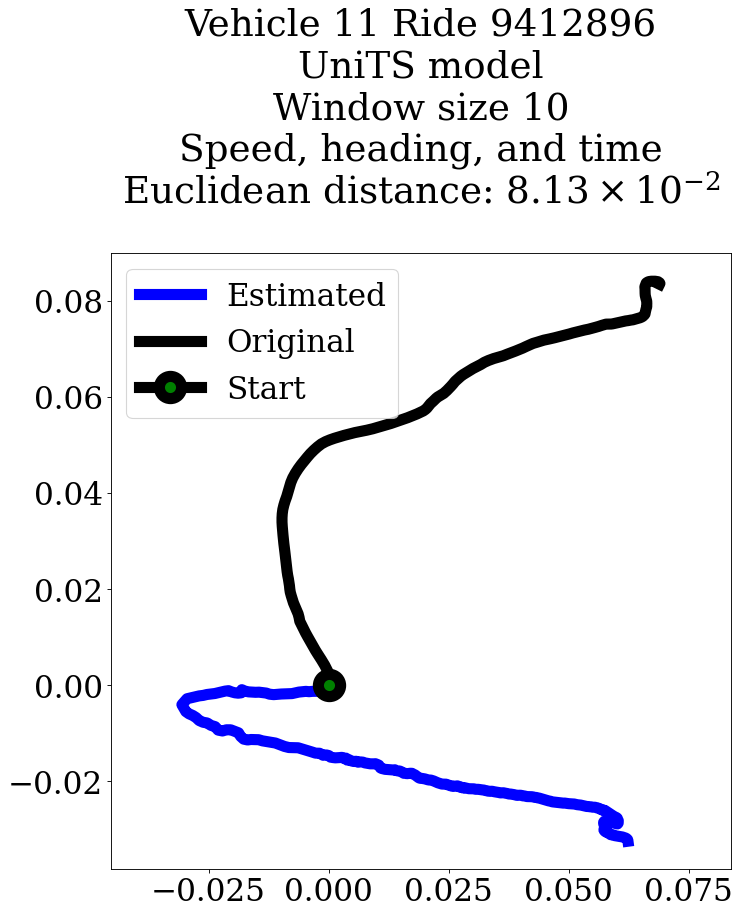 Vehicle 11 Ride 9412896
UniTS model
Window size 10
Speed, heading, and time
Euclidean distance: 8.13 × 10⁻²
Estimated
Original
Start
0.08
0.06
0.04
0.02
0.00
−0.02
−0.025 0.000 0.025 0.050 0.075